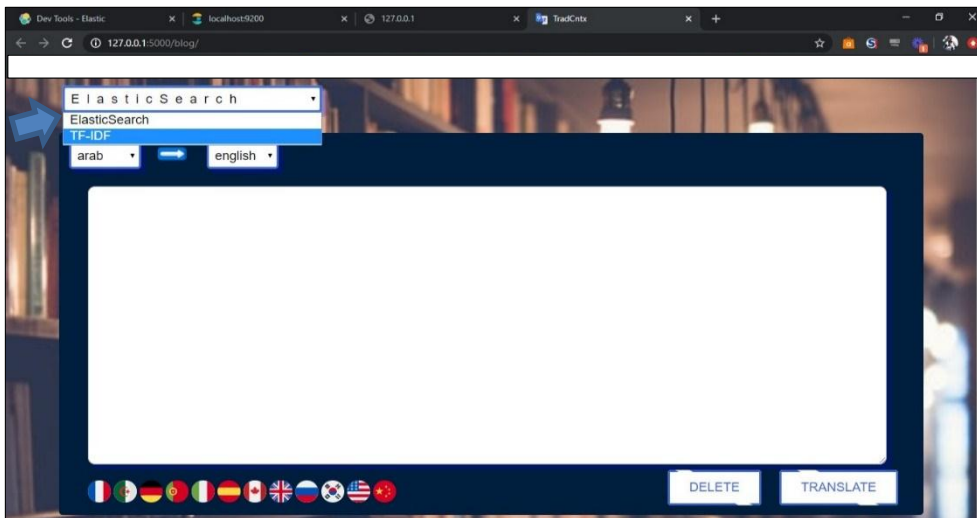 Dev Tools - Elastic
localhost:9200
127.0.0.1
TradCntx
127.0.0.1:5000/blog/
ElasticSearch
ElasticSearch
TF-IDF
arab
english
DELETE
TRANSLATE